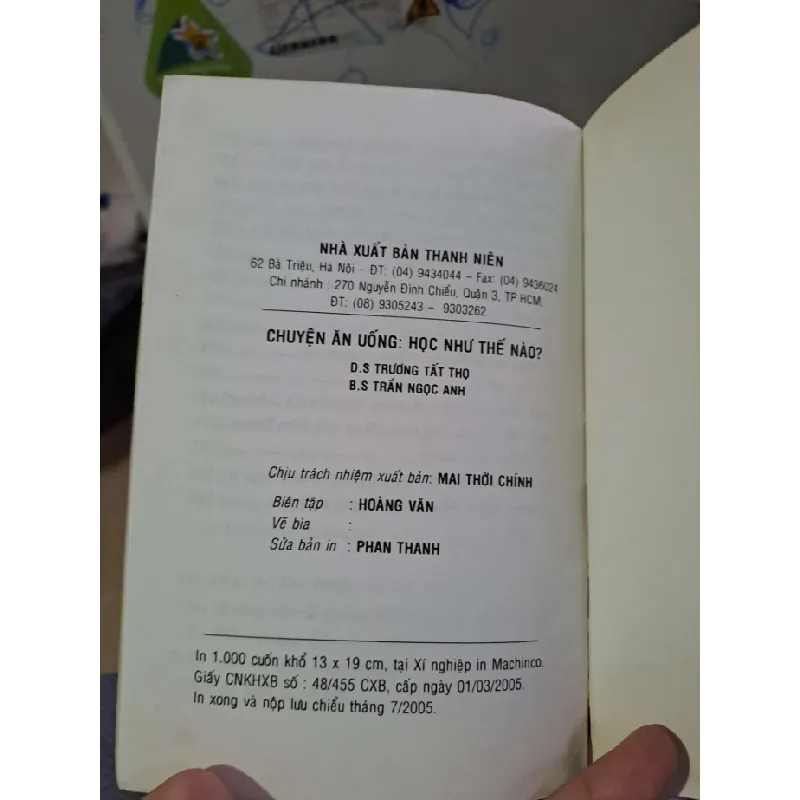 LIEBHERR
NHÀ XUẤT BẢN THANH NIÊN
62 Bà Triệu, Hà Nội - ĐT: (04) 9434044 – Fax: (04) 9436024
Chi nhánh : 270 Nguyễn Đình Chiểu, Quận 3, TP HCM
ĐT: (08) 9305243 – 9303262
CHUYỆN ĂN UỐNG: HỌC NHƯ THẾ NÀO?
D.S TRƯƠNG TẤT THỌ
B.S TRẦN NGỌC ANH
Chịu trách nhiệm xuất bản: MAI THỜI CHÍNH
Biên tập : HOÀNG VĂN
Vẽ bìa :
Sửa bản in : PHAN THANH
In 1.000 cuốn khổ 13 x 19 cm, tại Xí nghiệp in Machinco.
Giấy CNKHXB số : 48/455 CXB, cấp ngày 01/03/2005.
In xong và nộp lưu chiểu tháng 7/2005.